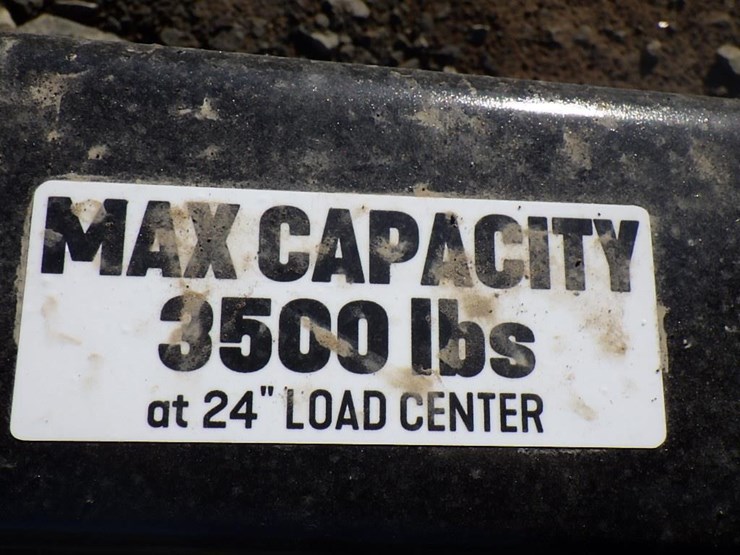 MAX CAPACITY
3500 lbs
at 24" LOAD CENTER